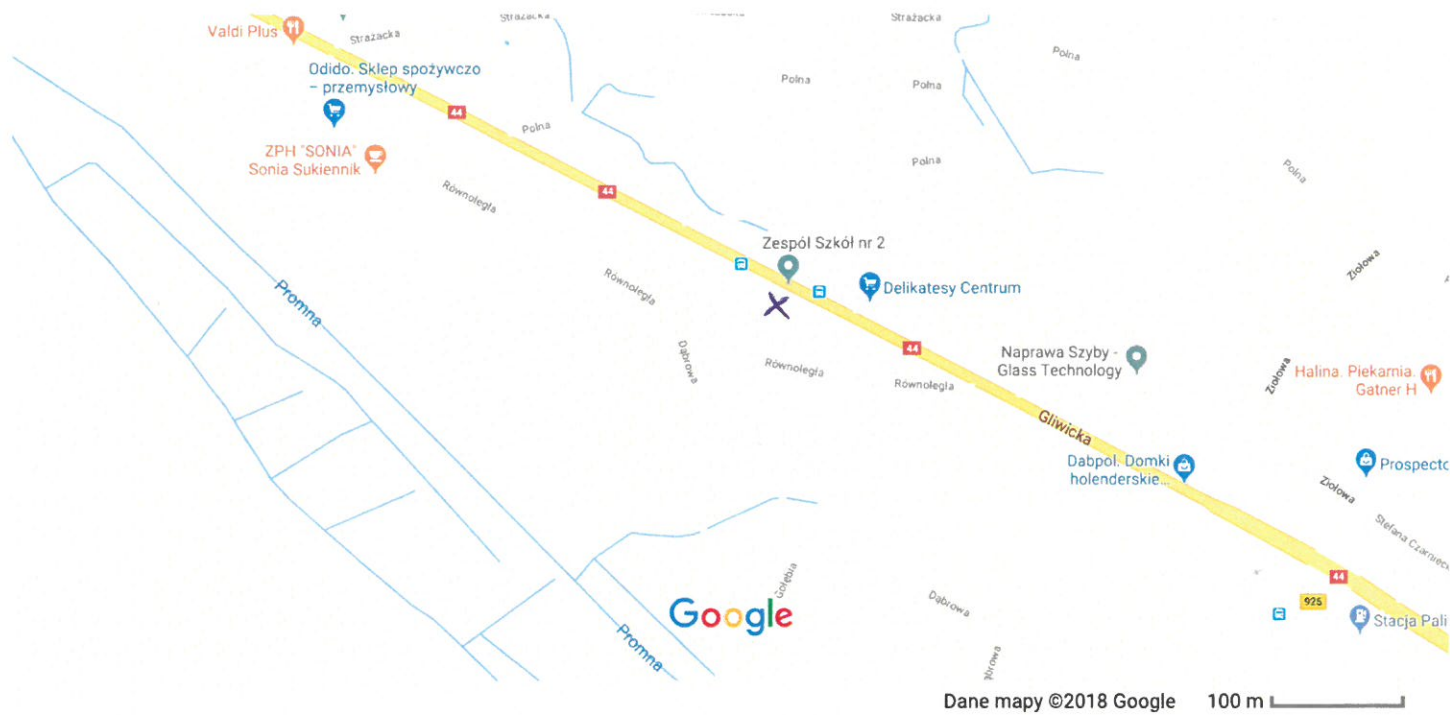 Valdi Plus
Strażacka
Strażacka
Strażacka
Polna
Odido. Sklep spożywczo
– przemysłowy
44
Polna
Polna
Polna
ZPH "SONIA"
Sonia Sukiennik
Polna
Polna
Równoległa
44
Zespól Szkół nr 2
Ziołowa
Promna
Równoległa
Delikatesy Centrum
Dąbrowa
Równoległa
44
Równoległa
Naprawa Szyby -
Glass Technology
Ziołowa
Halina. Piekarnia.
Gatner H
Gliwicka
Dabpol. Domki
holenderskie...
Prospecto
Ziołowa
Stefana Czarniec
Gołębia
44
Google
Dąbrowa
925
Stacja Pali
Promna
ąbrowa
Dane mapy ©2018 Google 100 m